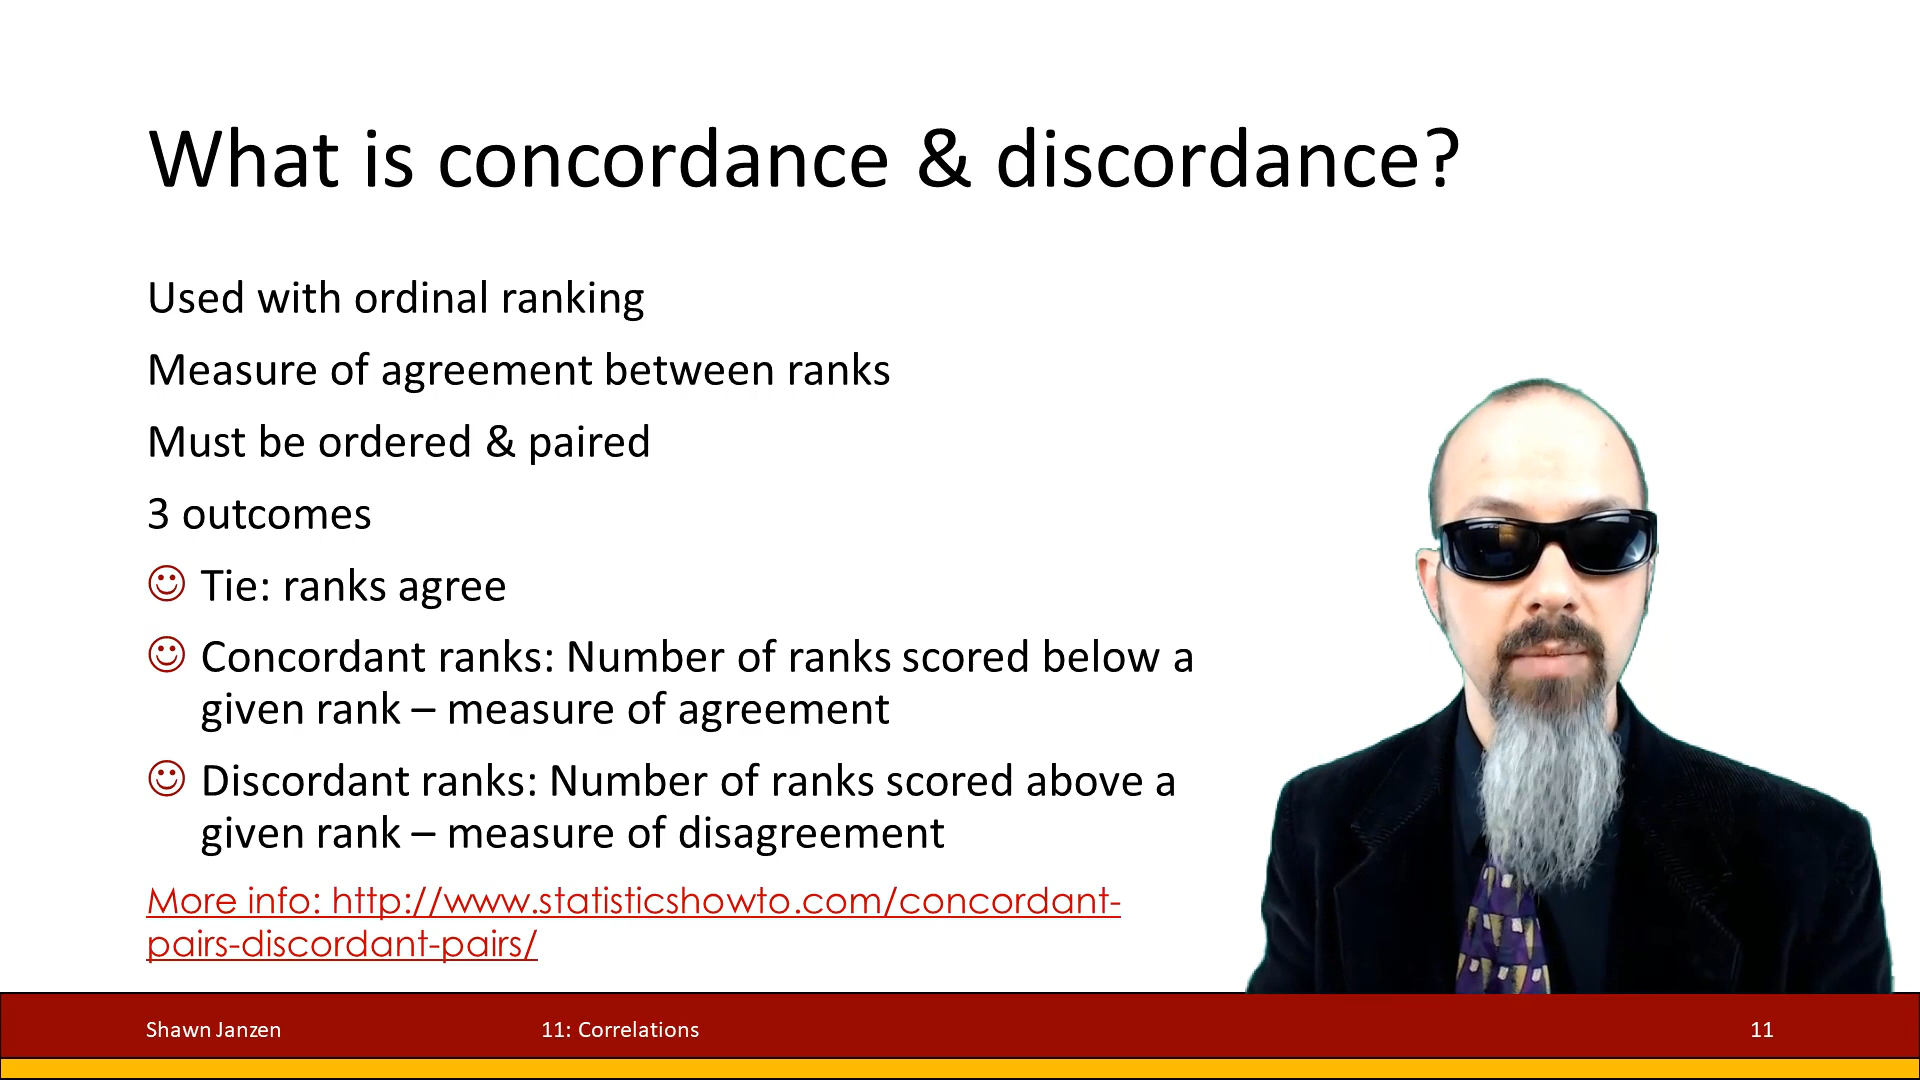 What is concordance & discordance?
Used with ordinal ranking
Measure of agreement between ranks
Must be ordered & paired
3 outcomes
Tie: ranks agree
Concordant ranks: Number of ranks scored below a
given rank – measure of agreement
Discordant ranks: Number of ranks scored above a
given rank – measure of disagreement
More info: http://www.statisticshowto.com/concordant-
pairs-discordant-pairs/
Shawn Janzen
11: Correlations
11